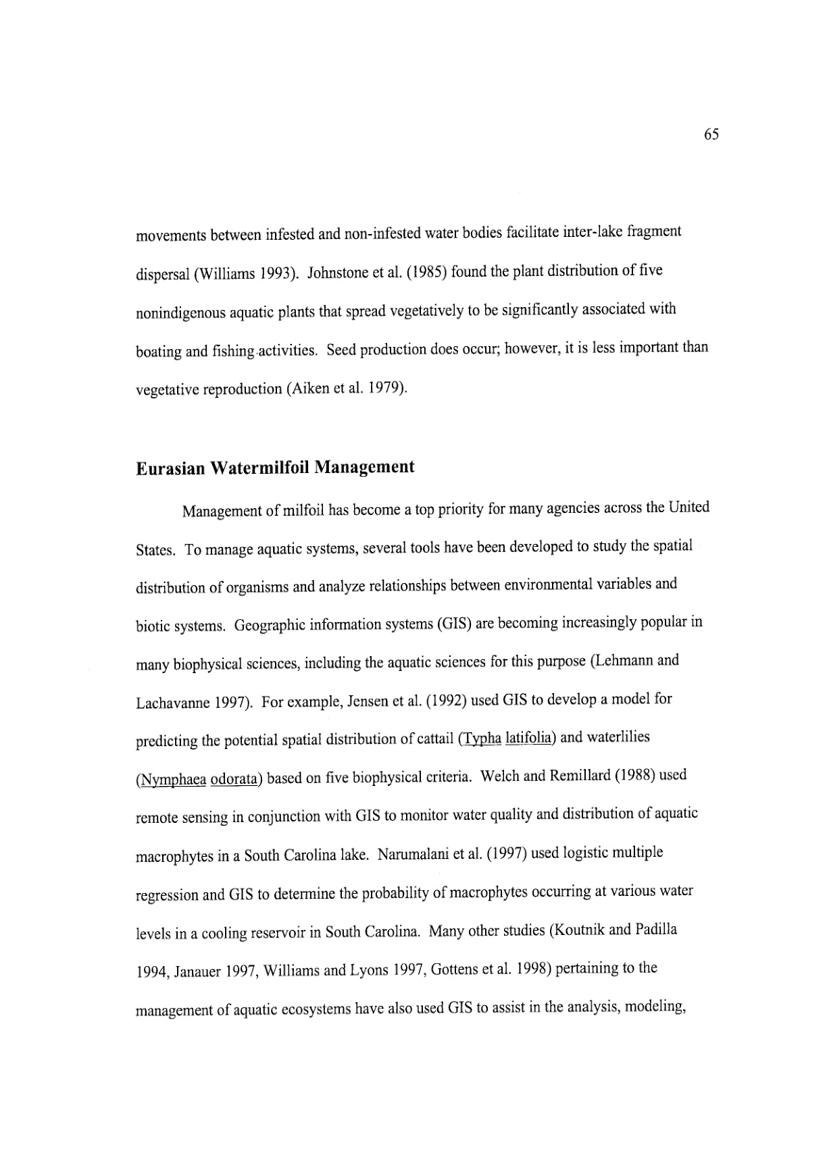 65
movements between infested and non-infested water bodies facilitate inter-lake fragment
dispersal (Williams 1993). Johnstone et al. (1985) found the plant distribution of five
nonindigenous aquatic plants that spread vegetatively to be significantly associated with
boating and fishing activities. Seed production does occur; however, it is less important than
vegetative reproduction (Aiken et al. 1979).
Eurasian Watermilfoil Management
Management of milfoil has become a top priority for many agencies across the United
States. To manage aquatic systems, several tools have been developed to study the spatial
distribution of organisms and analyze relationships between environmental variables and
biotic systems. Geographic information systems (GIS) are becoming increasingly popular in
many biophysical sciences, including the aquatic sciences for this purpose (Lehmann and
Lachavanne 1997). For example, Jensen et al. (1992) used GIS to develop a model for
predicting the potential spatial distribution of cattail (Typha latifolia) and waterlilies
(Nymphaea odorata) based on five biophysical criteria. Welch and Remillard (1988) used
remote sensing in conjunction with GIS to monitor water quality and distribution of aquatic
macrophytes in a South Carolina lake. Narumalani et al. (1997) used logistic multiple
regression and GIS to determine the probability of macrophytes occurring at various water
levels in a cooling reservoir in South Carolina. Many other studies (Koutnik and Padilla
1994, Janauer 1997, Williams and Lyons 1997, Gottens et al. 1998) pertaining to the
management of aquatic ecosystems have also used GIS to assist in the analysis, modeling,